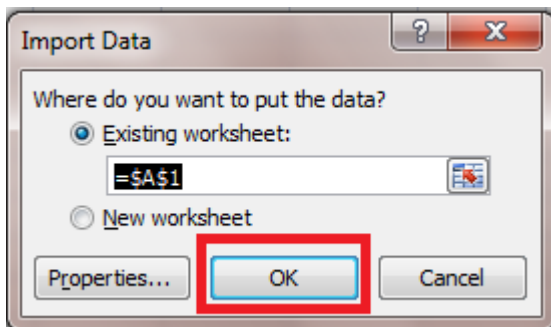 Import Data
?
X
Where do you want to put the data?
Existing worksheet:
=$A$1
New worksheet
Properties... OK Cancel